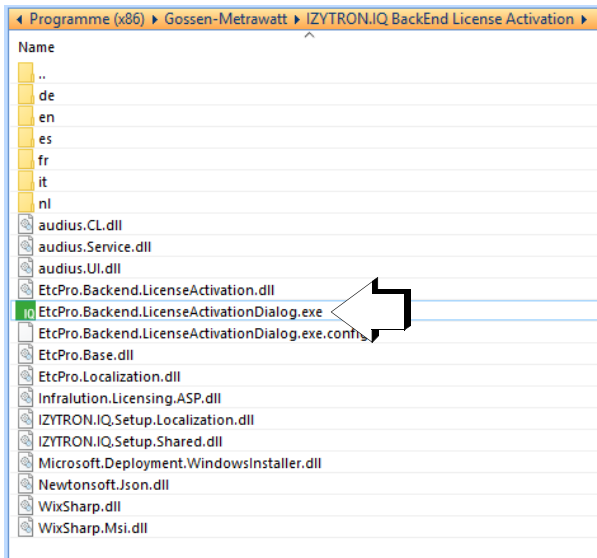 Programme (x86) Gossen-Metrawatt IZYTRON.IQ BackEnd License Activation
Name
..
de
en
es
fr
it
nl
audius.CL.dll
audius.Service.dll
audius.UI.dll
EtcPro.Backend.LicenseActivation.dll
IQ EtcPro.Backend.LicenseActivationDialog.exe
EtcPro.Backend.LicenseActivationDialog.exe.config
EtcPro.Base.dll
EtcPro.Localization.dll
Infralution.Licensing.ASP.dll
IZYTRON.IQ.Setup.Localization.dll
IZYTRON.IQ.Setup.Shared.dll
Microsoft.Deployment.WindowsInstaller.dll
Newtonsoft.Json.dll
WixSharp.dll
WixSharp.Msi.dll